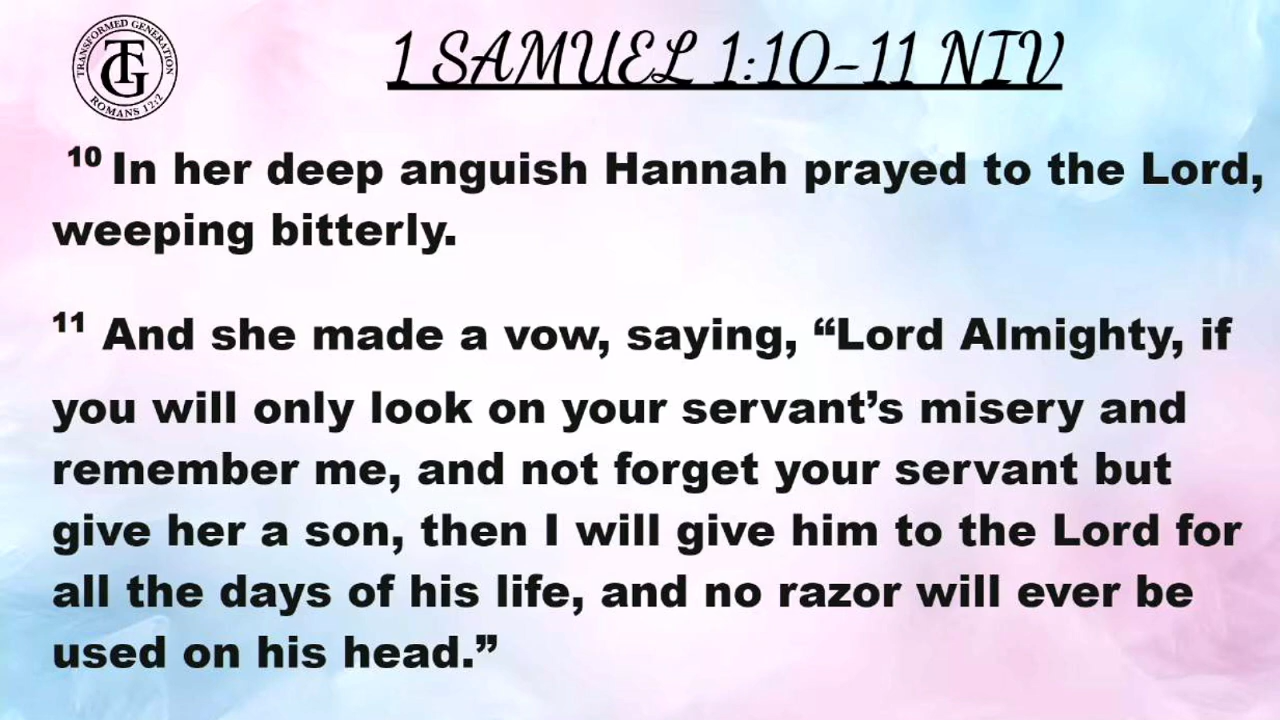 TRANSFORMED GENERATION
TG
ROMANS 12:2
1 SAMUEL 1:10-11 NIV
10 In her deep anguish Hannah prayed to the Lord,
weeping bitterly.
11 And she made a vow, saying, “Lord Almighty, if
you will only look on your servant’s misery and
remember me, and not forget your servant but
give her a son, then I will give him to the Lord for
all the days of his life, and no razor will ever be
used on his head.”